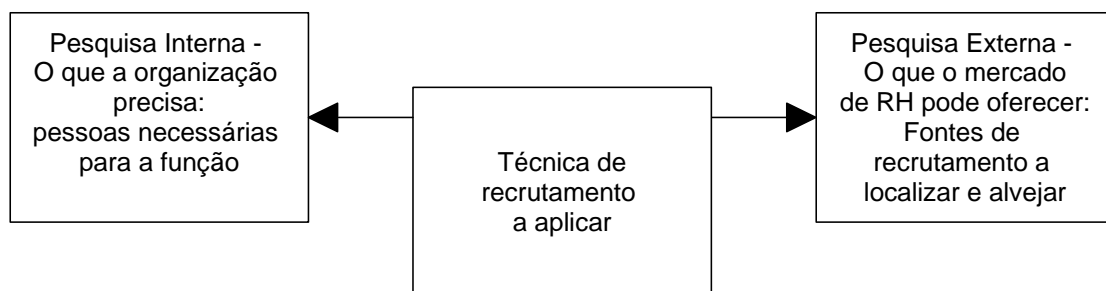 Pesquisa Interna -
O que a organização
precisa:
pessoas necessárias
para a função
Técnica de
recrutamento
a aplicar
Pesquisa Externa -
O que o mercado
de RH pode oferecer:
Fontes de
recrutamento a
localizar e alvejar